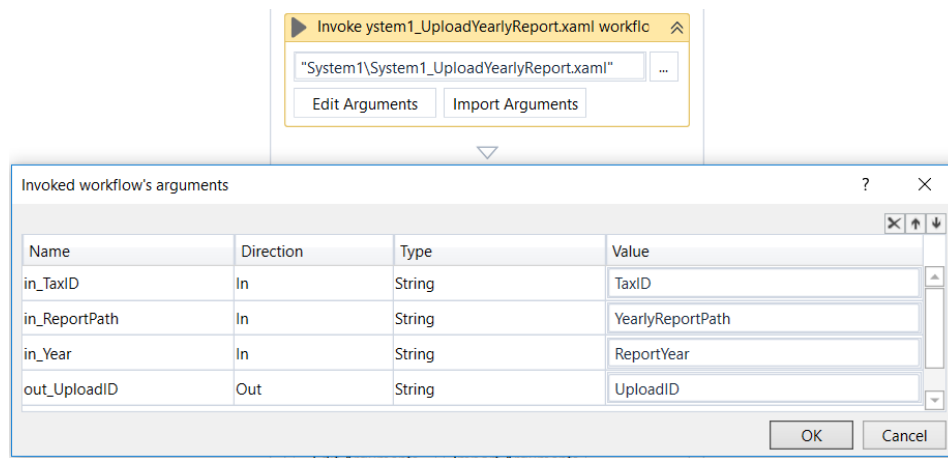 Invoke ystem1_UploadYearlyReport.xaml workflc
"System1\System1_UploadYearlyReport.xaml" ...
Edit Arguments Import Arguments
Invoked workflow's arguments ?
Name Direction Type Value
in_TaxID In String TaxID
in_ReportPath In String YearlyReportPath
in_Year In String ReportYear
out_UploadID Out String UploadID
OK Cancel